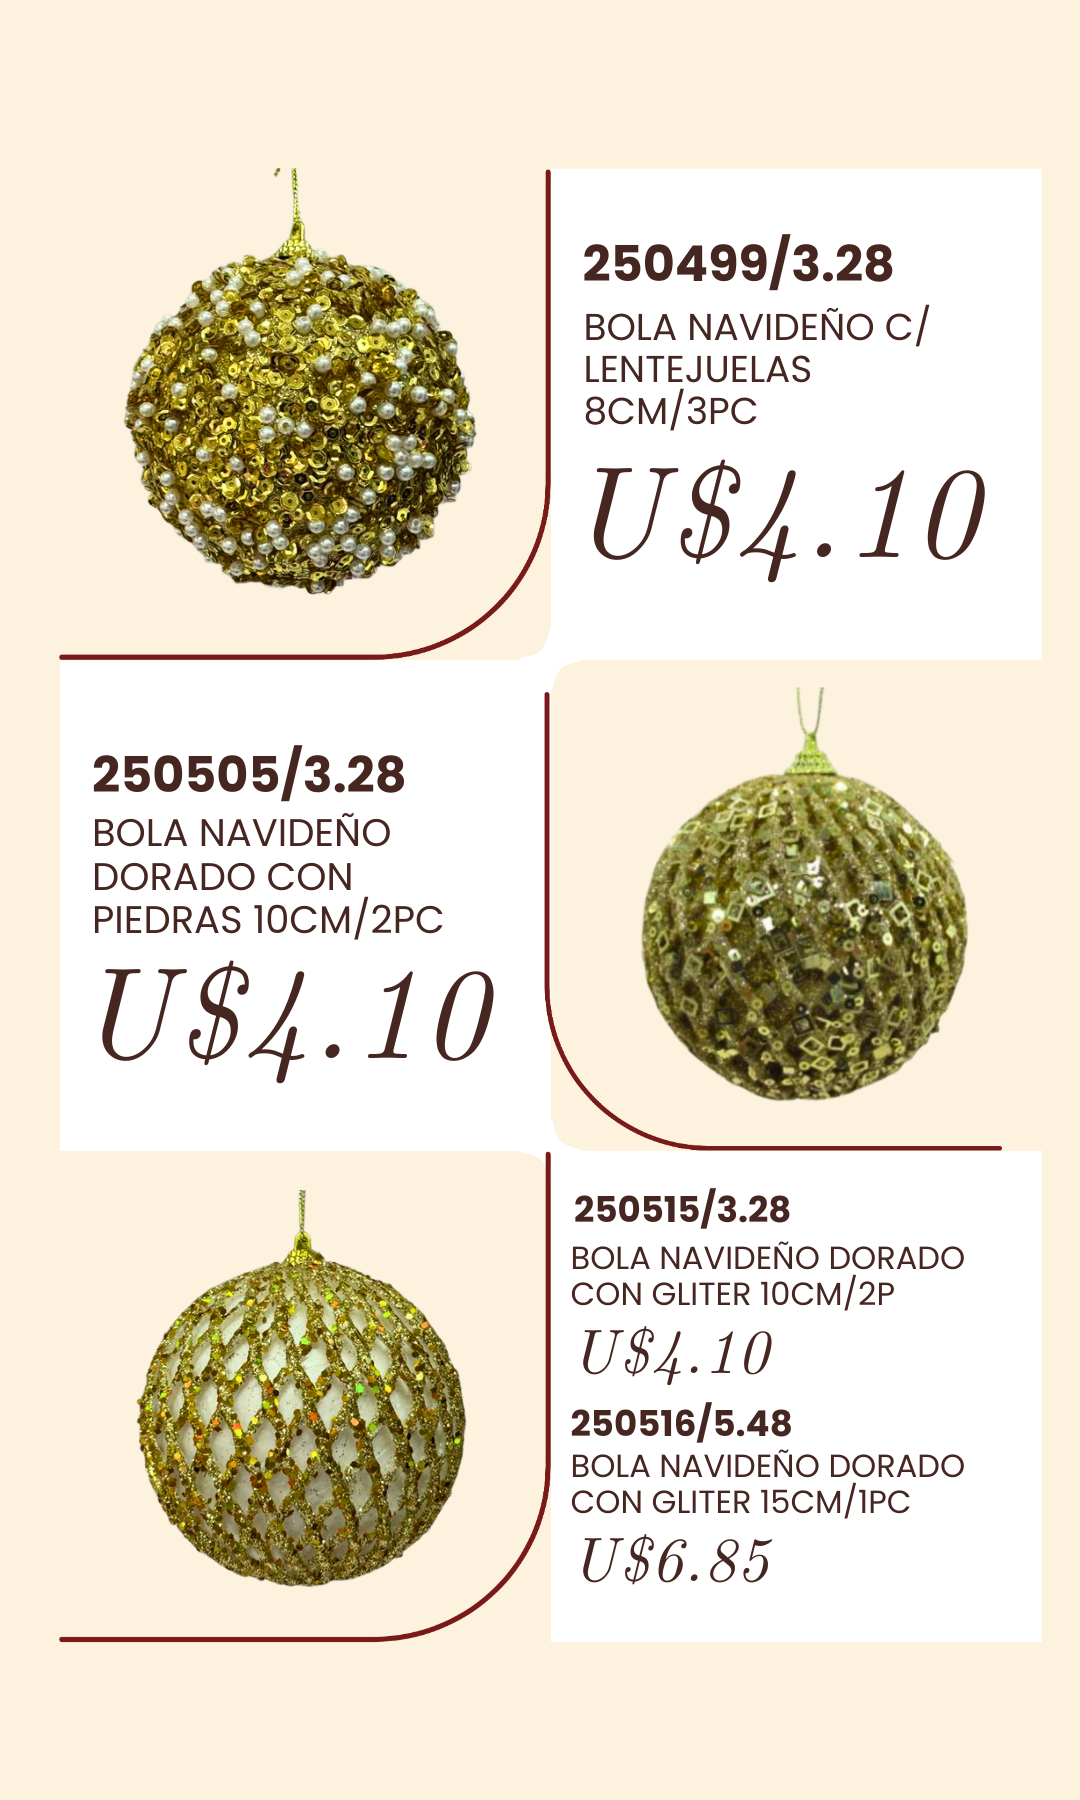 250499/3.28
BOLA NAVIDEÑO C/
LENTEJUELAS
8CM/3PC
U$4.10
250505/3.28
BOLA NAVIDEÑO
DORADO CON
PIEDRAS 10CM/2PC
U$4.10
250515/3.28
BOLA NAVIDEÑO DORADO
CON GLITER 10CM/2P
U$4.10
250516/5.48
BOLA NAVIDEÑO DORADO
CON GLITER 15CM/1PC
U$6.85